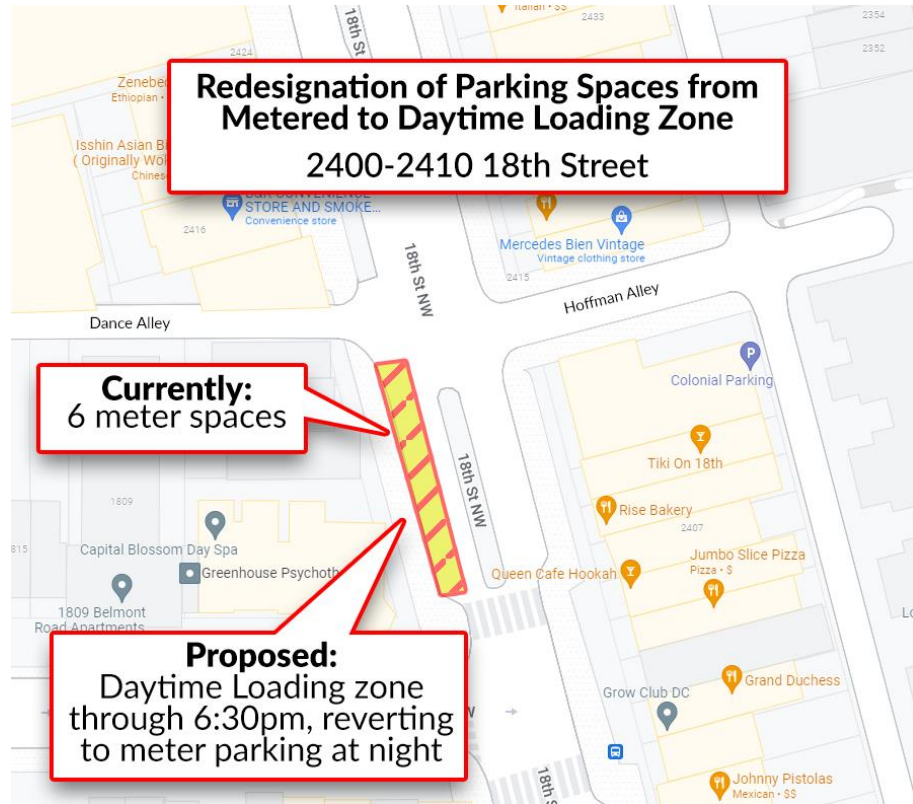 Italian • $$
2433
2354
2352
18th St
2424
Zenebec
Ethiopian •
Redesignation of Parking Spaces from
Metered to Daytime Loading Zone
2400-2410 18th Street
Isshin Asian B
( Originally Wok
Chinese
CONVENIENCE
STORE AND SMOKE...
Convenience store
2416
18th St NW
Mercedes Bien Vintage
Vintage clothing store
2415
Hoffman Alley
Dance Alley
Currently:
6 meter spaces
Colonial Parking
Tiki On 18th
18th St NW
Rise Bakery
2407
1809
815
Capital Blossom Day Spa
Greenhouse Psychoth
Queen Cafe Hookah
Jumbo Slice Pizza
Pizza • $
1809 Belmont
Road Apartments
Lo
Proposed:
Daytime Loading zone
through 6:30pm, reverting
to meter parking at night
Grand Duchess
Grow Club DC
W
18th S
Johnny Pistolas
Mexican • $$